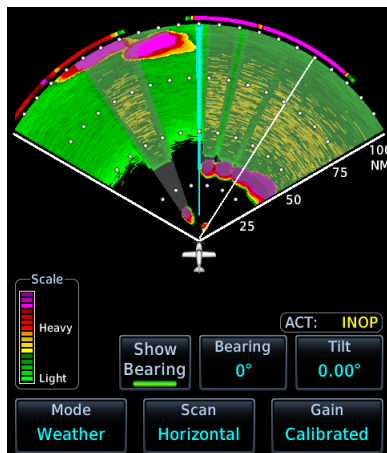 100
NM
75
50
25
Scale
Heavy
Light
ACT: INOP
Show
Bearing
Bearing
0°
Tilt
0.00°
Mode
Weather
Scan
Horizontal
Gain
Calibrated